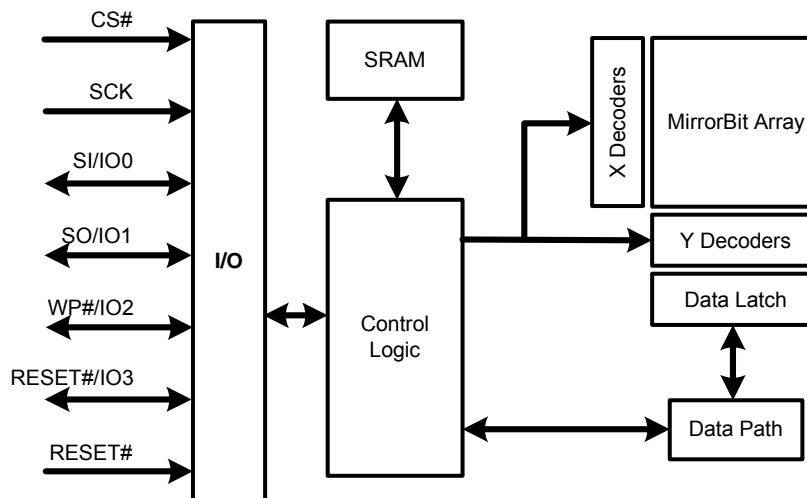 CS#
SCK
SI/IO0
SO/IO1
WP#/IO2
RESET#/IO3
RESET#
I/O
SRAM
Control
Logic
X Decoders
MirrorBit Array
Y Decoders
Data Latch
Data Path